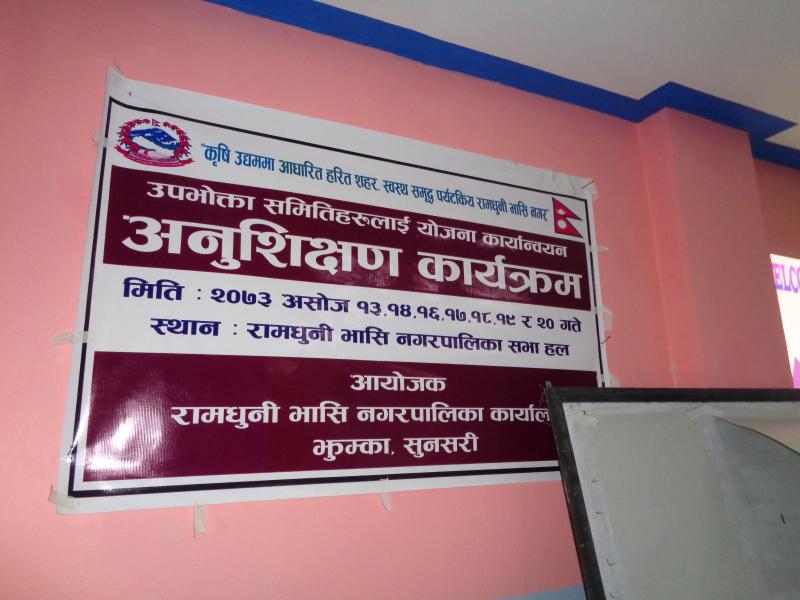 "कृषि उद्यममा आधारित हरित शहर, स्वस्थ समृद्ध पर्यटकिय रामधुनी भासि नगर"
उपभोक्ता समितिहरुलाई योजना कार्यान्वयन
अनुशिक्षण कार्यक्रम
मिति : २०७३ असोज १३,१४,१६,१७,१८,१९ र २० गते
स्थान : रामधुनी भासि नगरपालिका सभा हल
आयोजक
रामधुनी भासि नगरपालिका
झुम्का, सुनसरी